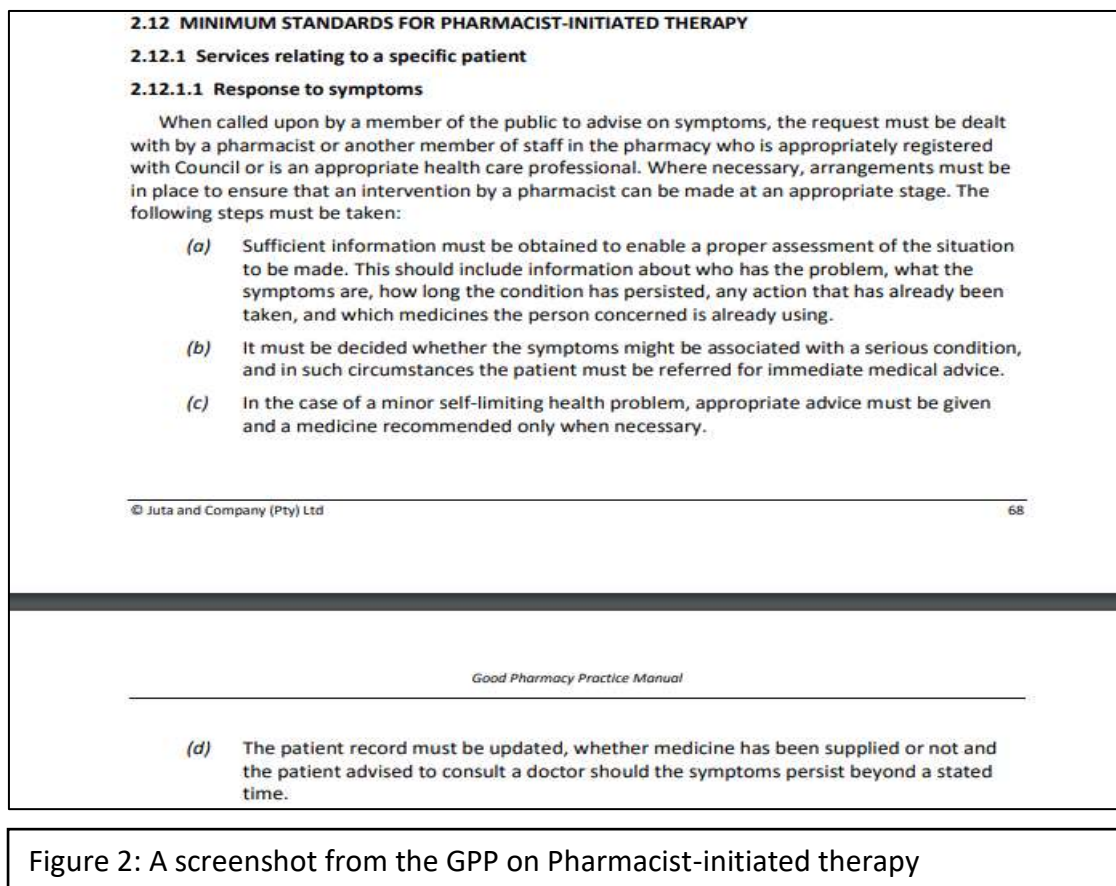 2.12 MINIMUM STANDARDS FOR PHARMACIST-INITIATED THERAPY
2.12.1 Services relating to a specific patient
2.12.1.1 Response to symptoms
When called upon by a member of the public to advise on symptoms, the request must be dealt
with by a pharmacist or another member of staff in the pharmacy who is appropriately registered
with Council or is an appropriate health care professional. Where necessary, arrangements must be
in place to ensure that an intervention by a pharmacist can be made at an appropriate stage. The
following steps must be taken:
(a) Sufficient information must be obtained to enable a proper assessment of the situation
to be made. This should include information about who has the problem, what the
symptoms are, how long the condition has persisted, any action that has already been
taken, and which medicines the person concerned is already using.
(b) It must be decided whether the symptoms might be associated with a serious condition,
and in such circumstances the patient must be referred for immediate medical advice.
(c) In the case of a minor self-limiting health problem, appropriate advice must be given
and a medicine recommended only when necessary.
© Juta and Company (Pty) Ltd 68
Good Pharmacy Practice Manual
(d) The patient record must be updated, whether medicine has been supplied or not and
the patient advised to consult a doctor should the symptoms persist beyond a stated
time.
Figure 2: A screenshot from the GPP on Pharmacist-initiated therapy